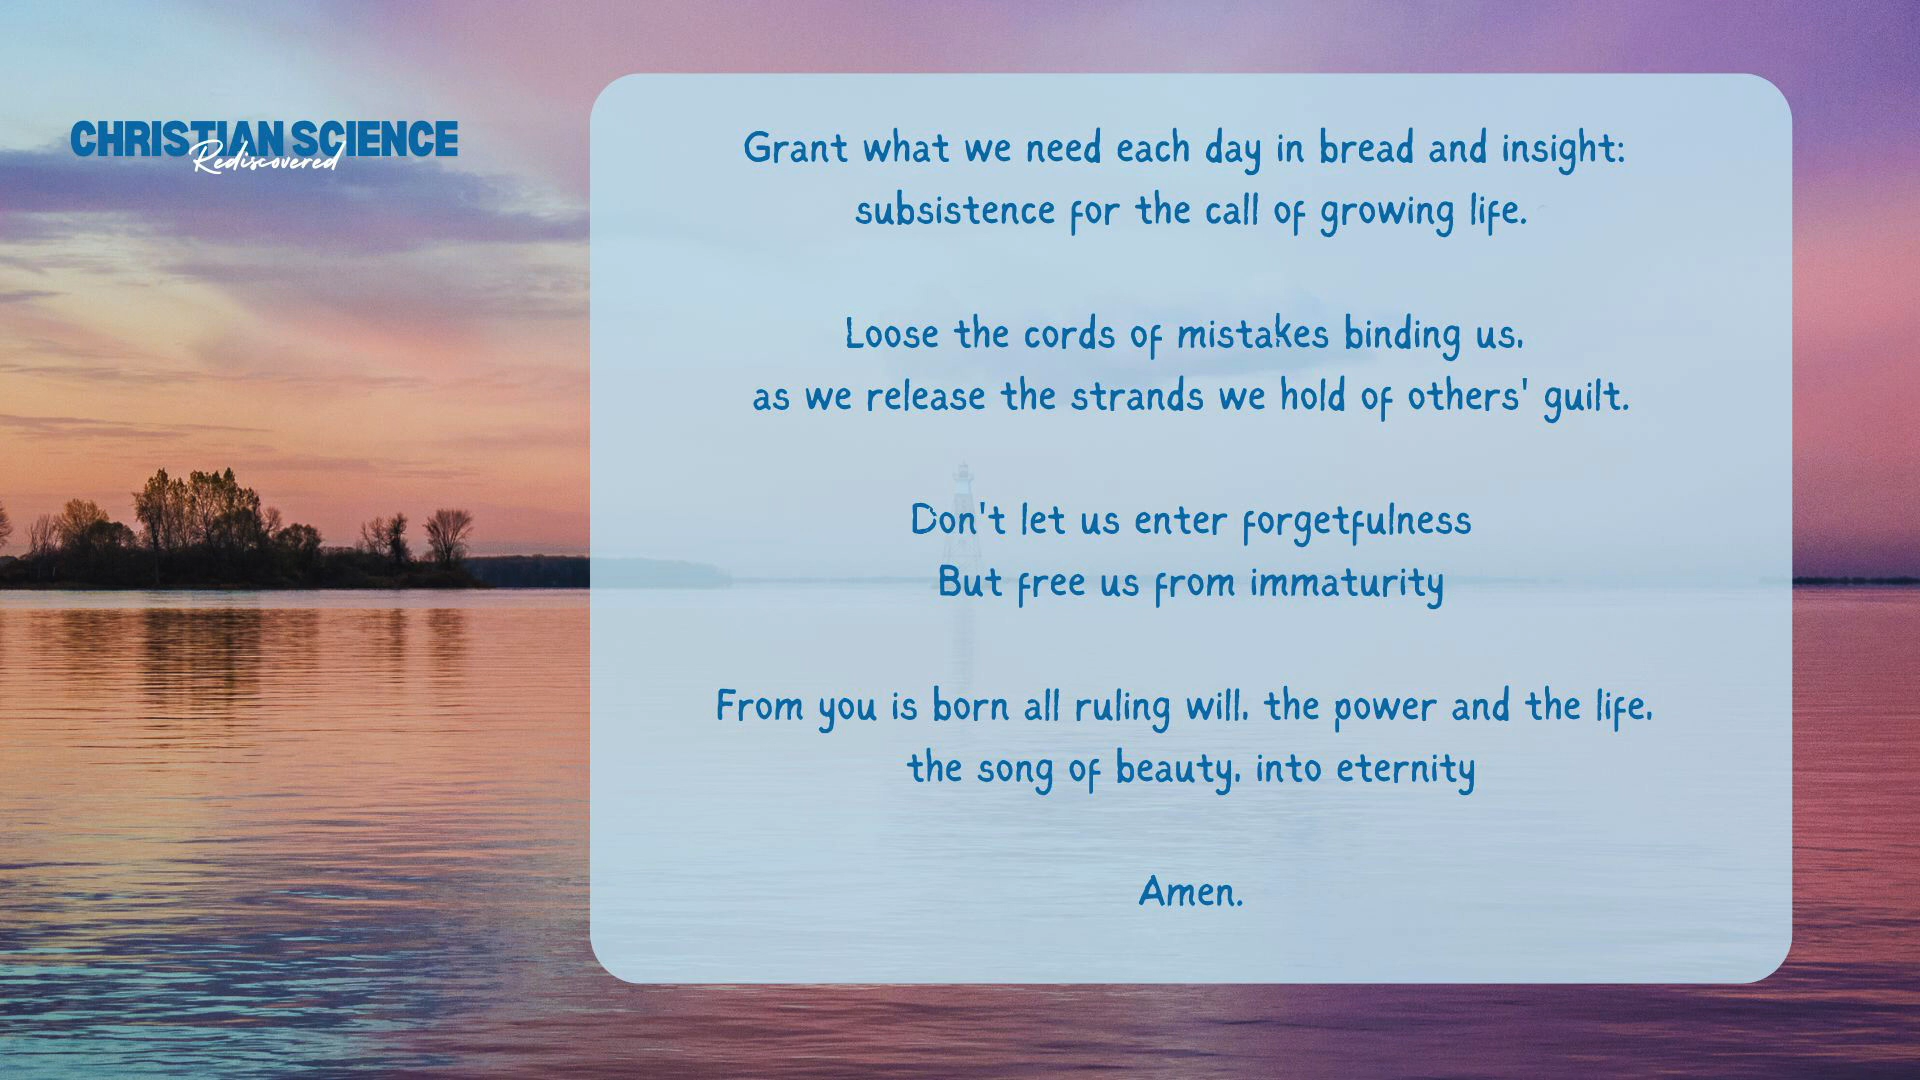 CHRISTIAN SCIENCE
Rediscovered
Grant what we need each day in bread and insight:
subsistence for the call of growing life.
Loose the cords of mistakes binding us,
as we release the strands we hold of others' guilt.
Don't let us enter forgetfulness
But free us from immaturity
From you is born all ruling will, the power and the life,
the song of beauty, into eternity
Amen.